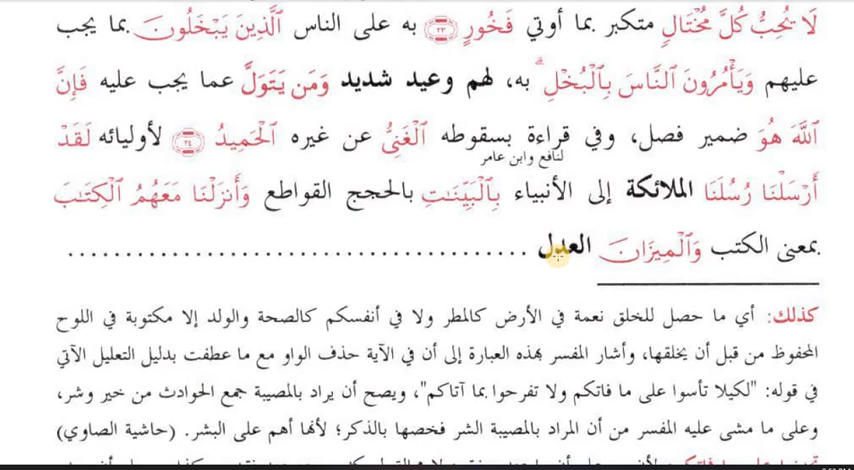 لَا يُحِبُّ كُلَّ مُخْتَالٍ متكبر بما أوتي فَخُورٍ ٢٣ به على الناس ٱلَّذِينَ يَبْخَلُونَ بما يجب
عليهم وَيَأْمُرُونَ ٱلنَّاسَ بِٱلْبُخْلِ به، لهم وعيد شديد وَمَن يَتَوَلَّ عما يجب عليه فَإِنَّ
ٱللَّهَ هُوَ ضمير فصل، وفي قراءة بسقوطه ٱلْغَنِيُّ عن غيره ٱلْحَمِيدُ ٢٤ لأوليائه لَقَدْ
لنافع وابن عامر
أَرْسَلْنَا رُسُلَنَا الملائكة إلى الأنبياء بِٱلْبَيِّنَٰتِ بالحجج القواطع وَأَنزَلْنَا مَعَهُمُ ٱلْكِتَٰبَ
بمعنى الكتب وَٱلْمِيزَانَ العدل ........................................
كذلك: أي ما حصل للخلق نعمة في الأرض كالمطر ولا في أنفسكم كالصحة والولد إلا مكتوبة في اللوح
المحفوظ من قبل أن يخلقها، وأشار المفسر بهذه العبارة إلى أن في الآية حذف الواو مع ما عطفت بدليل التعليل الآتي
في قوله: "لكيلا تأسوا على ما فاتكم ولا تفرحوا بما آتاكم"، ويصح أن يراد بالمصيبة جمع الحوادث من خير وشر،
وعلى ما مشى عليه المفسر من أن المراد بالمصيبة الشر فخصها بالذكر؛ لأنها أهم على البشر. (حاشية الصاوي)